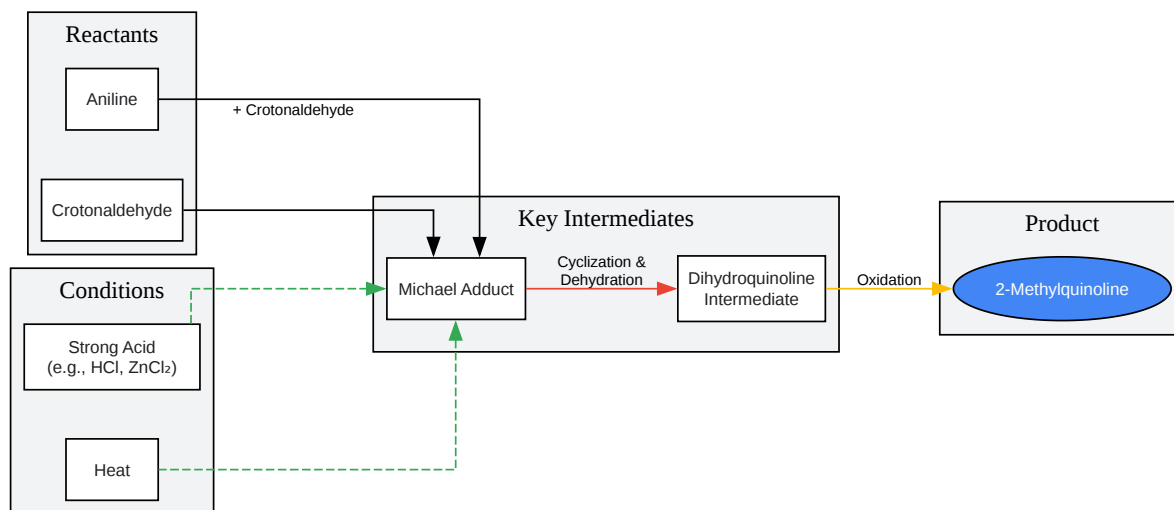 Reactants
Aniline
+ Crotonaldehyde
Crotonaldehyde
Conditions
Strong Acid
(e.g., HCl, ZnCl₂)
Heat
Key Intermediates
Michael Adduct
Cyclization &
Dehydration
Dihydroquinoline
Intermediate
Oxidation
Product
2-Methylquinoline